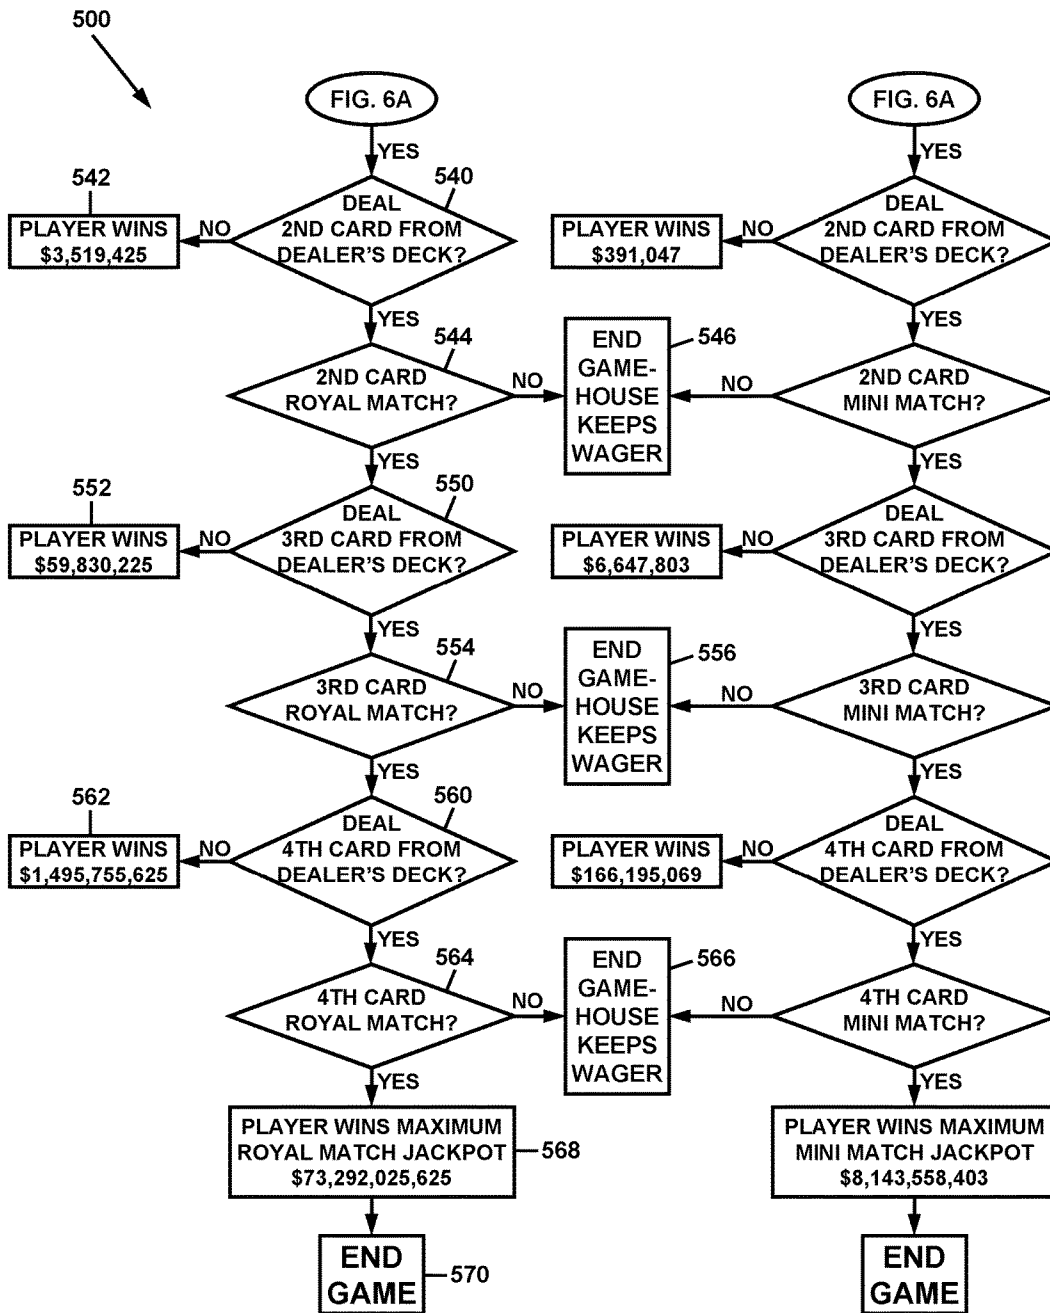 500
FIG. 6A
FIG. 6A
YES
YES
542
540
PLAYER WINS
$3,519,425
NO
DEAL
2ND CARD FROM
DEALER'S DECK?
PLAYER WINS
$391,047
NO
DEAL
2ND CARD FROM
DEALER'S DECK?
YES
YES
544
2ND CARD
ROYAL MATCH?
NO
END
GAME-
HOUSE
KEEPS
WAGER
546
NO
2ND CARD
MINI MATCH?
YES
YES
552
550
PLAYER WINS
$59,830,225
NO
DEAL
3RD CARD FROM
DEALER'S DECK?
PLAYER WINS
$6,647,803
NO
DEAL
3RD CARD FROM
DEALER'S DECK?
YES
YES
554
3RD CARD
ROYAL MATCH?
NO
END
GAME-
HOUSE
KEEPS
WAGER
556
NO
3RD CARD
MINI MATCH?
YES
YES
562
560
PLAYER WINS
$1,495,755,625
NO
DEAL
4TH CARD FROM
DEALER'S DECK?
PLAYER WINS
$166,195,069
NO
DEAL
4TH CARD FROM
DEALER'S DECK?
YES
YES
564
4TH CARD
ROYAL MATCH?
NO
END
GAME-
HOUSE
KEEPS
WAGER
566
NO
4TH CARD
MINI MATCH?
YES
YES
PLAYER WINS MAXIMUM
ROYAL MATCH JACKPOT
$73,292,025,625
568
PLAYER WINS MAXIMUM
MINI MATCH JACKPOT
$8,143,558,403
END
GAME
570
END
GAME